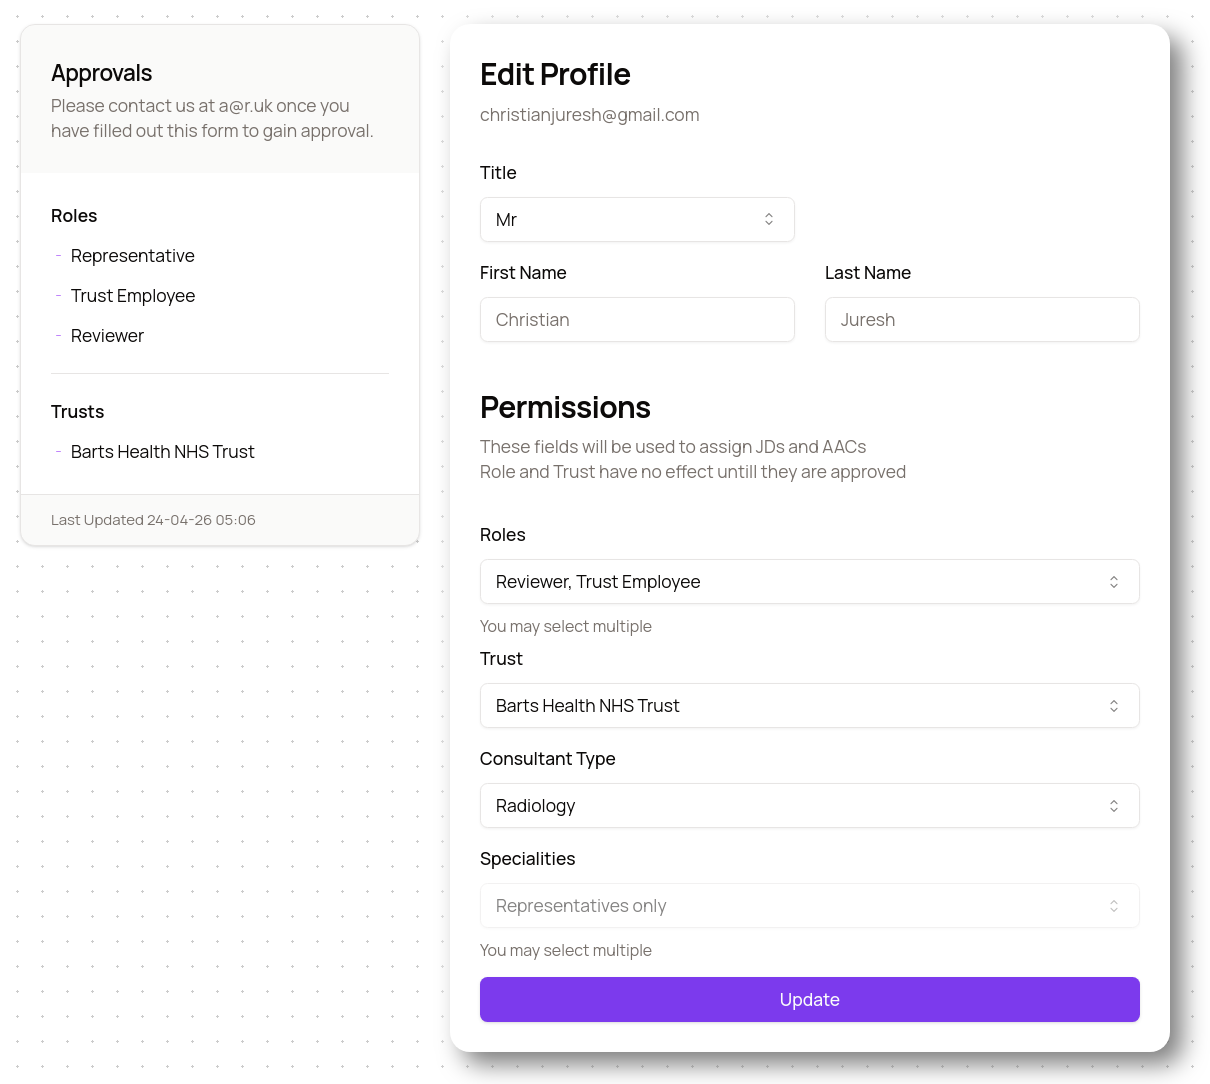 Approvals
Please contact us at a@r.uk once you
have filled out this form to gain approval.
Roles
- Representative
- Trust Employee
- Reviewer
Trusts
- Barts Health NHS Trust
Last Updated 24-04-26 05:06
Edit Profile
christianjuresh@gmail.com
Title
Mr
First Name
Last Name
Christian
Juresh
Permissions
These fields will be used to assign JDs and AACs
Role and Trust have no effect untill they are approved
Roles
Reviewer, Trust Employee
You may select multiple
Trust
Barts Health NHS Trust
Consultant Type
Radiology
Specialities
Representatives only
You may select multiple
Update